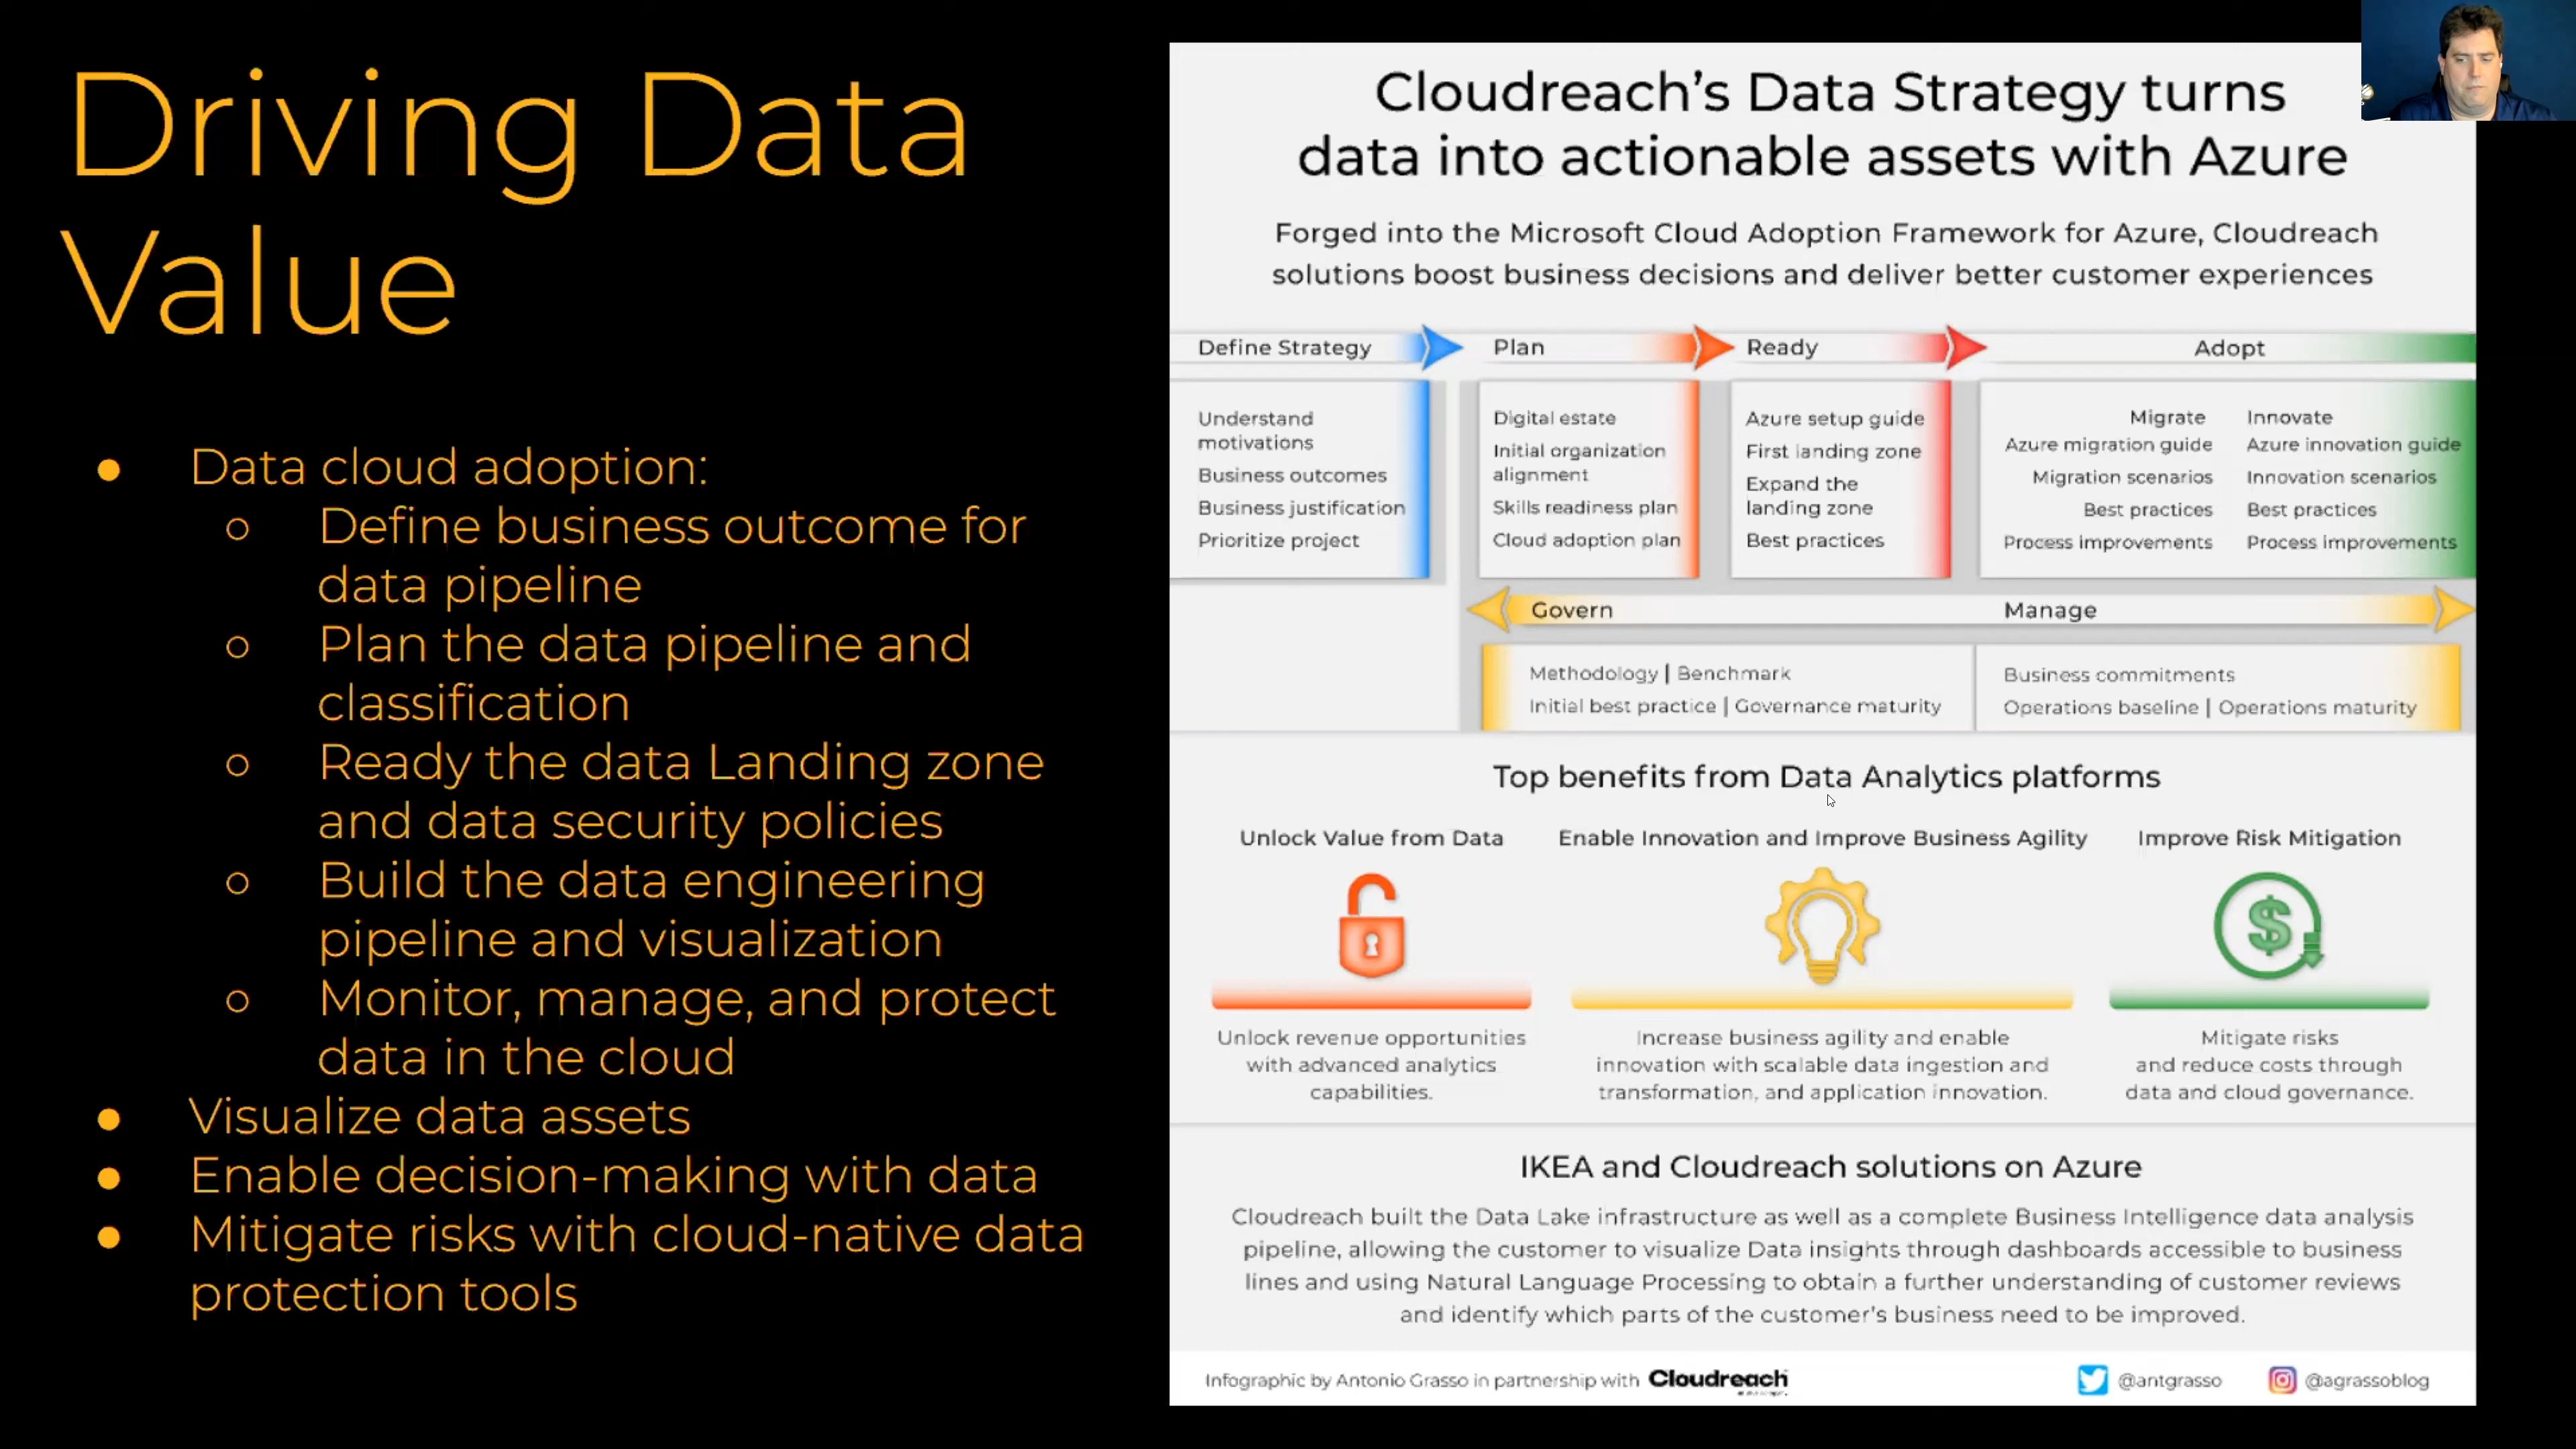 Driving Data
Value
● Data cloud adoption:
○ Define business outcome for
data pipeline
○ Plan the data pipeline and
classification
○ Ready the data Landing zone
and data security policies
○ Build the data engineering
pipeline and visualization
○ Monitor, manage, and protect
data in the cloud
● Visualize data assets
● Enable decision-making with data
● Mitigate risks with cloud-native data
protection tools
Cloudreach's Data Strategy turns
data into actionable assets with Azure
Forged into the Microsoft Cloud Adoption Framework for Azure, Cloudreach
solutions boost business decisions and deliver better customer experiences
Define Strategy
Understand
motivations
Business outcomes
Business justification
Prioritize project
Plan
Digital estate
Initial organization
alignment
Skills readiness plan
Cloud adoption plan
Ready
Azure setup guide
First landing zone
Expand the
landing zone
Best practices
Adopt
Migrate
Azure migration guide
Migration scenarios
Best practices
Process improvements
Innovate
Azure innovation guide
Innovation scenarios
Best practices
Process improvements
Govern
Methodology | Benchmark
Initial best practice | Governance maturity
Manage
Business commitments
Operations baseline | Operations maturity
Top benefits from Data Analytics platforms
Unlock Value from Data
Unlock revenue opportunities
with advanced analytics
capabilities.
Enable Innovation and Improve Business Agility
Increase business agility and enable
innovation with scalable data ingestion and
transformation, and application innovation.
Improve Risk Mitigation
$
Mitigate risks
and reduce costs through
data and cloud governance.
IKEA and Cloudreach solutions on Azure
Cloudreach built the Data Lake infrastructure as well as a complete Business Intelligence data analysis
pipeline, allowing the customer to visualize Data insights through dashboards accessible to business
lines and using Natural Language Processing to obtain a further understanding of customer reviews
and identify which parts of the customer's business need to be improved.
Infographic by Antonio Grasso in partnership with Cloudreach
@antgrasso
@agrassoblog